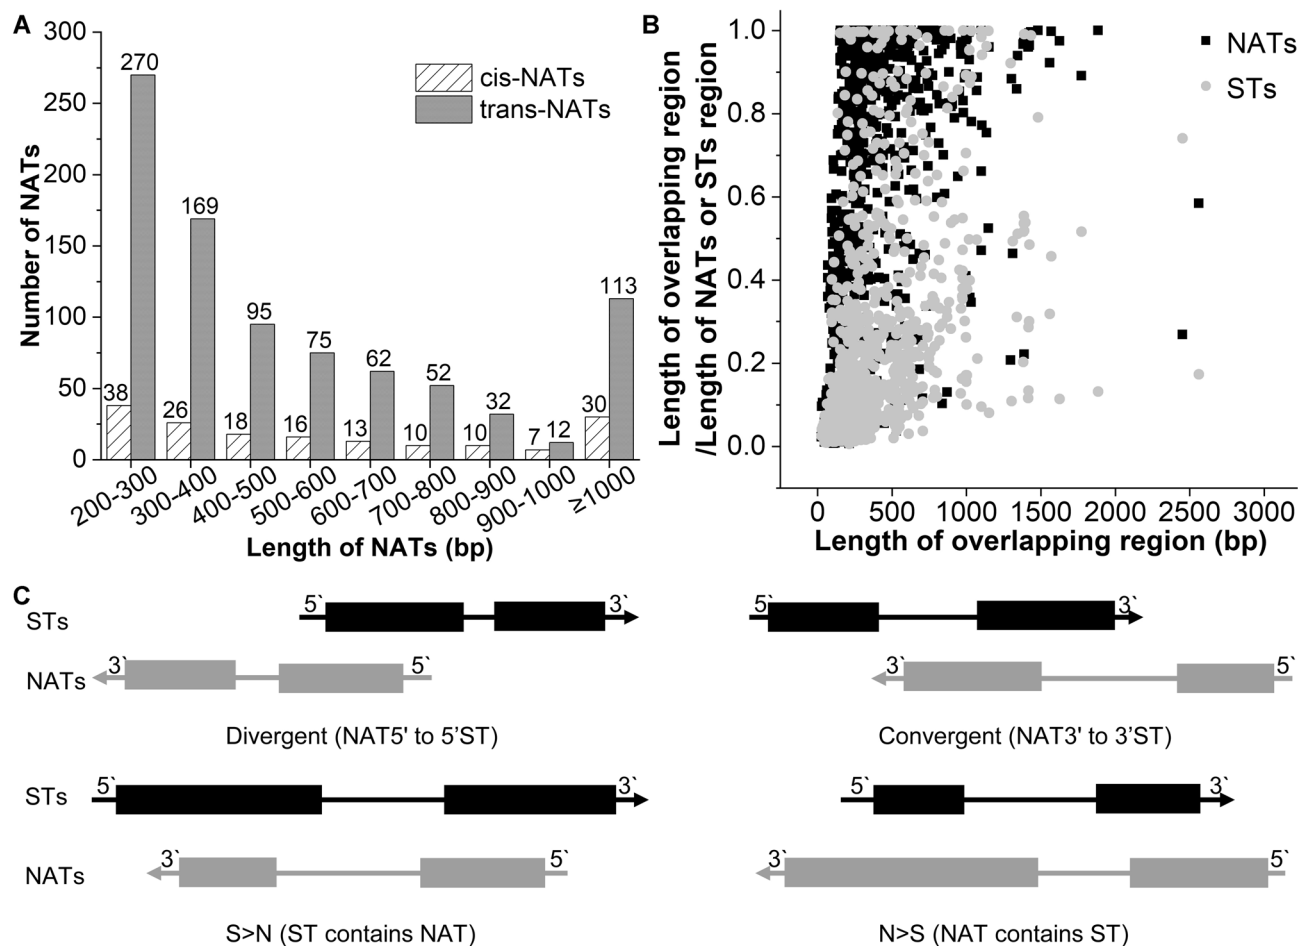 A
300
250
200
150
100
50
0
Number of NATs
cis-NATs
trans-NATs
270
169
95
75
62
52
32
12
113
38
26
18
16
13
10
10
7
30
200-300
300-400
400-500
500-600
600-700
700-800
800-900
900-1000
≥1000
Length of NATs (bp)
B
Length of overlapping region
/Length of NATs or STs region
1.0
0.8
0.6
0.4
0.2
0.0
NATs
STs
0 500 1000 1500 2000 2500 3000
Length of overlapping region (bp)
C
STs 5` 3`
NATs 3` 5`
Divergent (NAT5' to 5’ST)
5` 3`
3` 5`
Convergent (NAT3' to 3’ST)
STs 5` 3`
NATs 3` 5`
S>N (ST contains NAT)
5` 3`
3` 5`
N>S (NAT contains ST)